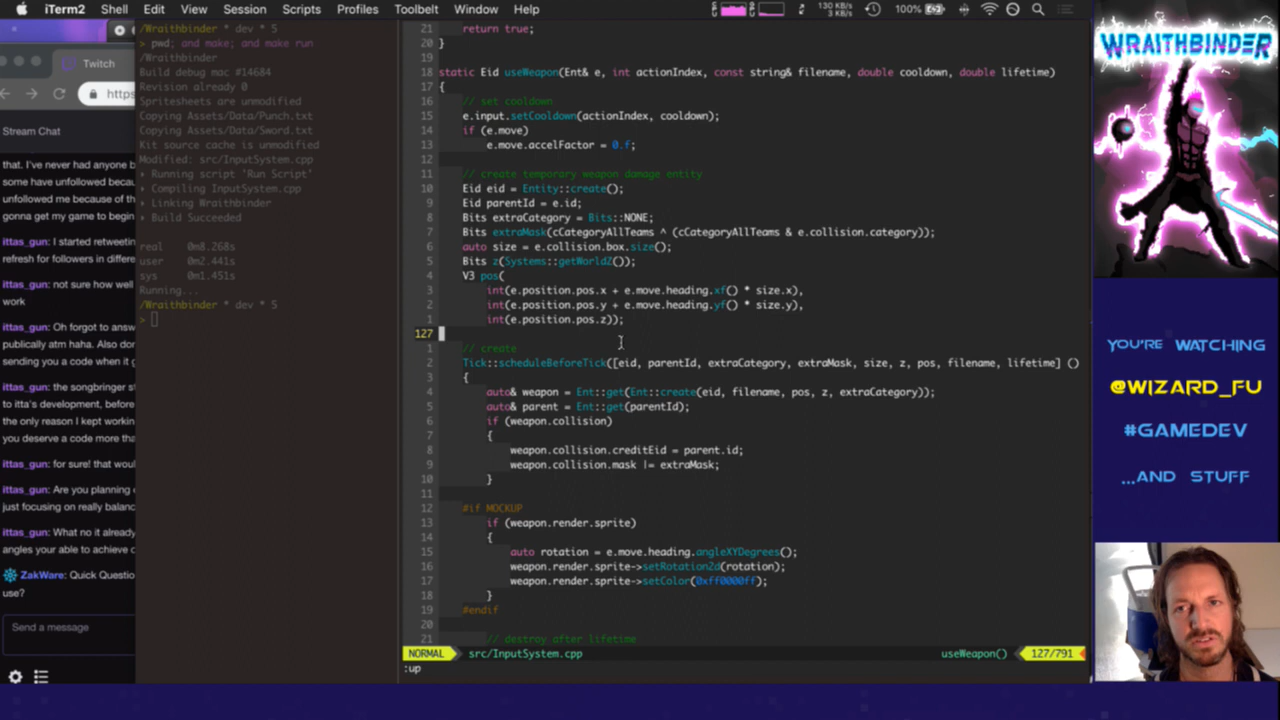 iTerm2 Shell Edit View Session Scripts Profiles Toolbelt Window Help
130 KB/s
3 KB/s
100%
Twitch
https
Stream Chat
that. I've never had anyone b
some have unfollowed becau
unfollowed me because of th
gonna get my game to begin
ittas_gun: I started retweeting
refresh for followers in differe
ittas_gun: not sure how well
work
ittas_gun: Oh forgot to answ
publically atm haha. Also don
sending you a code when it g
ittas_gun: the songbringer st
to itta's development, before
the only reason I kept workin
you deserve a code more tha
ittas_gun: for sure! that woul
ittas_gun: Are you planning o
just focusing on really balanc
ittas_gun: What no it already
angles your able to achieve c
ZakWare: Quick Questio
use?
Send a message
/Wraithbinder * dev * 5
> pwd; and make; and make run
/Wraithbinder
Build debug mac #14684
Revision already 0
Spritesheets are unmodified
Copying Assets/Data/Punch.txt
Copying Assets/Data/Sword.txt
Kit source cache is unmodified
Modified: src/InputSystem.cpp
▸ Running script 'Run Script'
▸ Compiling InputSystem.cpp
▸ Linking Wraithbinder
▸ Build Succeeded
real 0m8.268s
user 0m2.441s
sys 0m1.451s
Running...
/Wraithbinder * dev * 5
>
21 return true;
20 }
19
18 static Eid useWeapon(Ent& e, int actionIndex, const string& filename, double cooldown, double lifetime)
17 {
16 // set cooldown
15 e.input.setCooldown(actionIndex, cooldown);
14 if (e.move)
13 e.move.accelFactor = 0.f;
12
11 // create temporary weapon damage entity
10 Eid eid = Entity::create();
9 Eid parentId = e.id;
8 Bits extraCategory = Bits::NONE;
7 Bits extraMask(cCategoryAllTeams ^ (cCategoryAllTeams & e.collision.category));
6 auto size = e.collision.box.size();
5 Bits z(Systems::getWorldZ());
4 V3 pos(
3 int(e.position.pos.x + e.move.heading.xf() * size.x),
2 int(e.position.pos.y + e.move.heading.yf() * size.y),
1 int(e.position.pos.z));
127
1 // create
2 Tick::scheduleBeforeTick([eid, parentId, extraCategory, extraMask, size, z, pos, filename, lifetime] ()
3 {
4 auto& weapon = Ent::get(Ent::create(eid, filename, pos, z, extraCategory));
5 auto& parent = Ent::get(parentId);
6 if (weapon.collision)
7 {
8 weapon.collision.creditEid = parent.id;
9 weapon.collision.mask |= extraMask;
10 }
11
12 #if MOCKUP
13 if (weapon.render.sprite)
14 {
15 auto rotation = e.move.heading.angleXYDegrees();
16 weapon.render.sprite->setRotation2d(rotation);
17 weapon.render.sprite->setColor(0xff0000ff);
18 }
19 #endif
20
21 // destroy after lifetime
NORMAL src/InputSystem.cpp useWeapon() 127/791
:up
WRAITHBINDER
YOU'RE WATCHING
@WIZARD_FU
#GAMEDEV
...AND STUFF